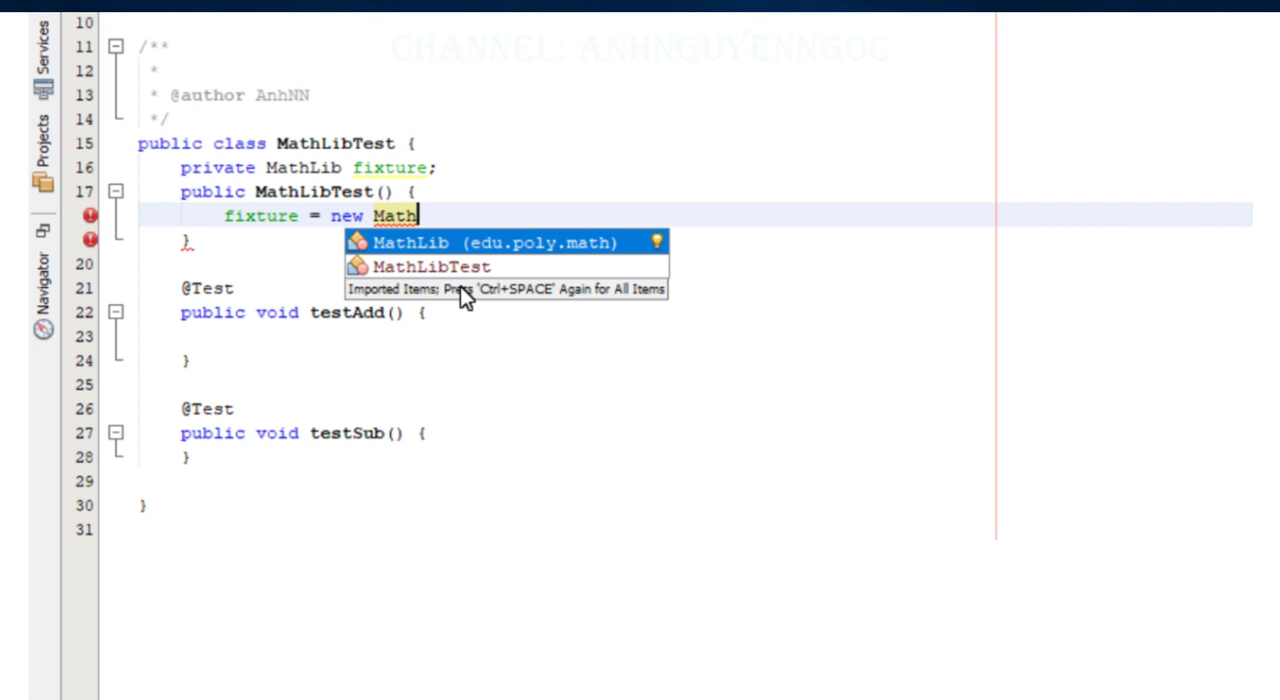 Services
Projects
Navigator
CHANNEL: ANHNGUYENNGOC
10
11 /**
12 *
13 * @author AnhNN
14 */
15 public class MathLibTest {
16 private MathLib fixture;
17 public MathLibTest() {
fixture = new Math
}
MathLib (edu.poly.math)
MathLibTest
Imported Items; Press 'Ctrl+SPACE' Again for All Items
20
21 @Test
22 public void testAdd() {
23
24 }
25
26 @Test
27 public void testSub() {
28 }
29
30 }
31